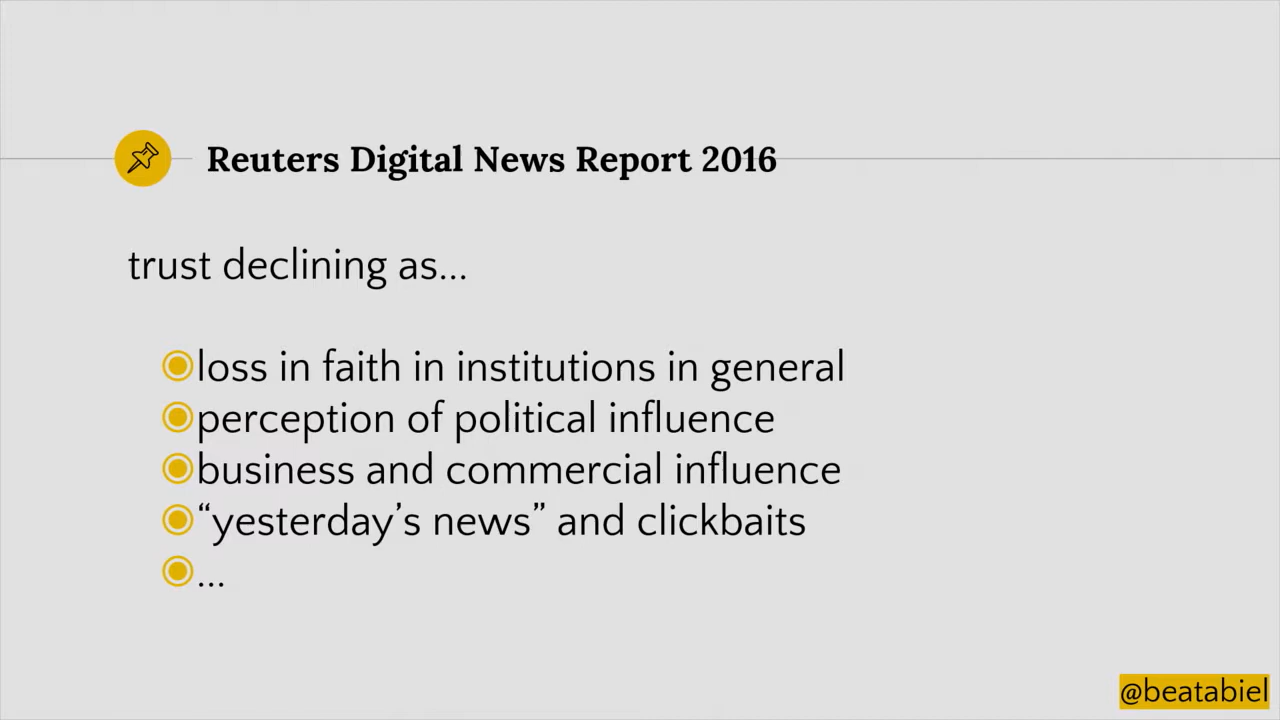 Reuters Digital News Report 2016
trust declining as...
loss in faith in institutions in general
perception of political influence
business and commercial influence
“yesterday’s news” and clickbaits
...
@beatabiel